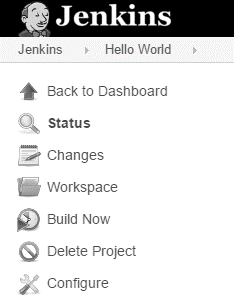 Jenkins
Jenkins Hello World
Back to Dashboard
Status
Changes
Workspace
Build Now
Delete Project
Configure